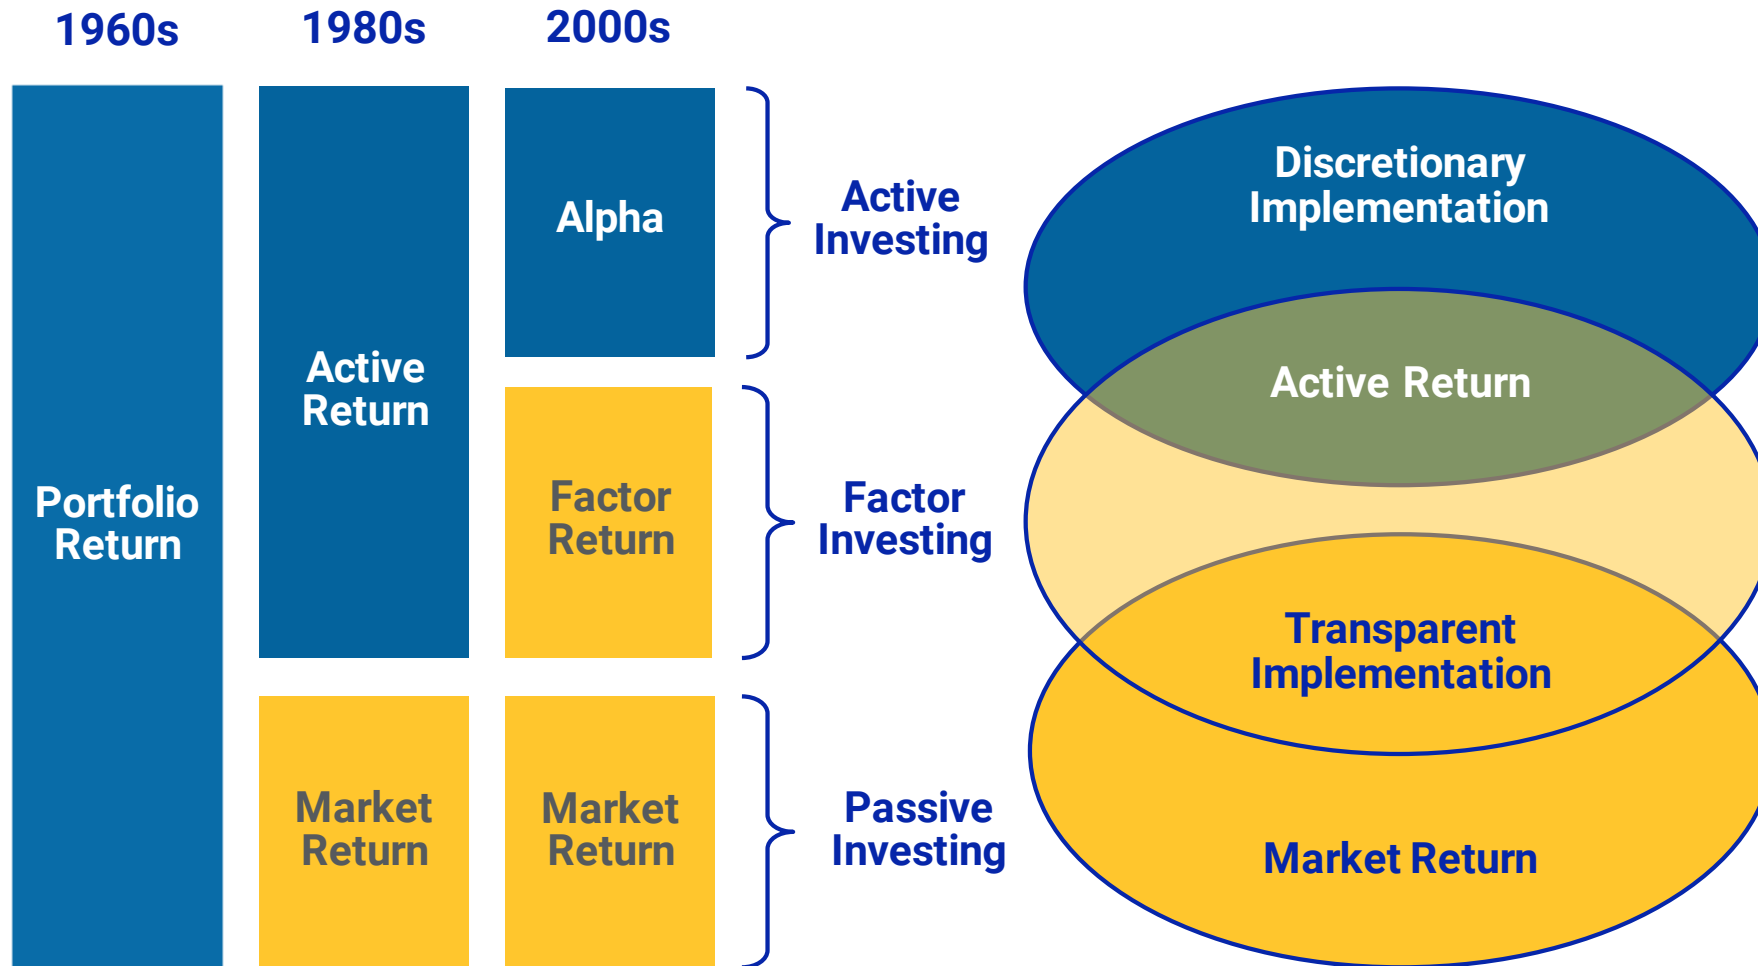 1960s
1980s
2000s
Portfolio
Return
Active
Return
Market
Return
Alpha
Factor
Return
Market
Return
Active
Investing
Factor
Investing
Passive
Investing
Discretionary
Implementation
Active Return
Transparent
Implementation
Market Return